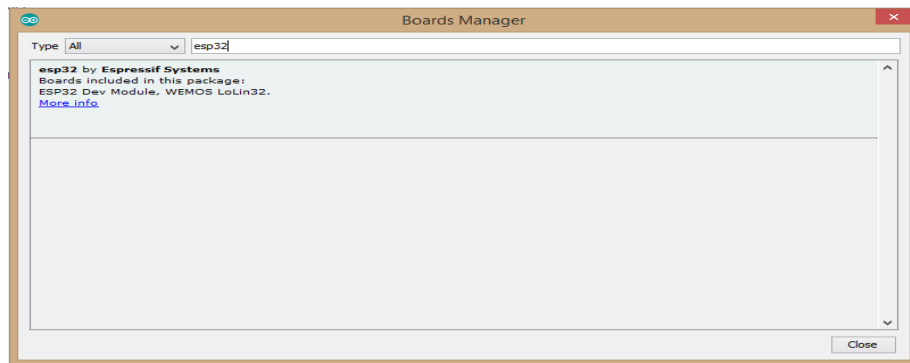 Boards Manager
Type All esp32
esp32 by Espressif Systems
Boards included in this package:
ESP32 Dev Module, WEMOS LoLin32.
More info
Close